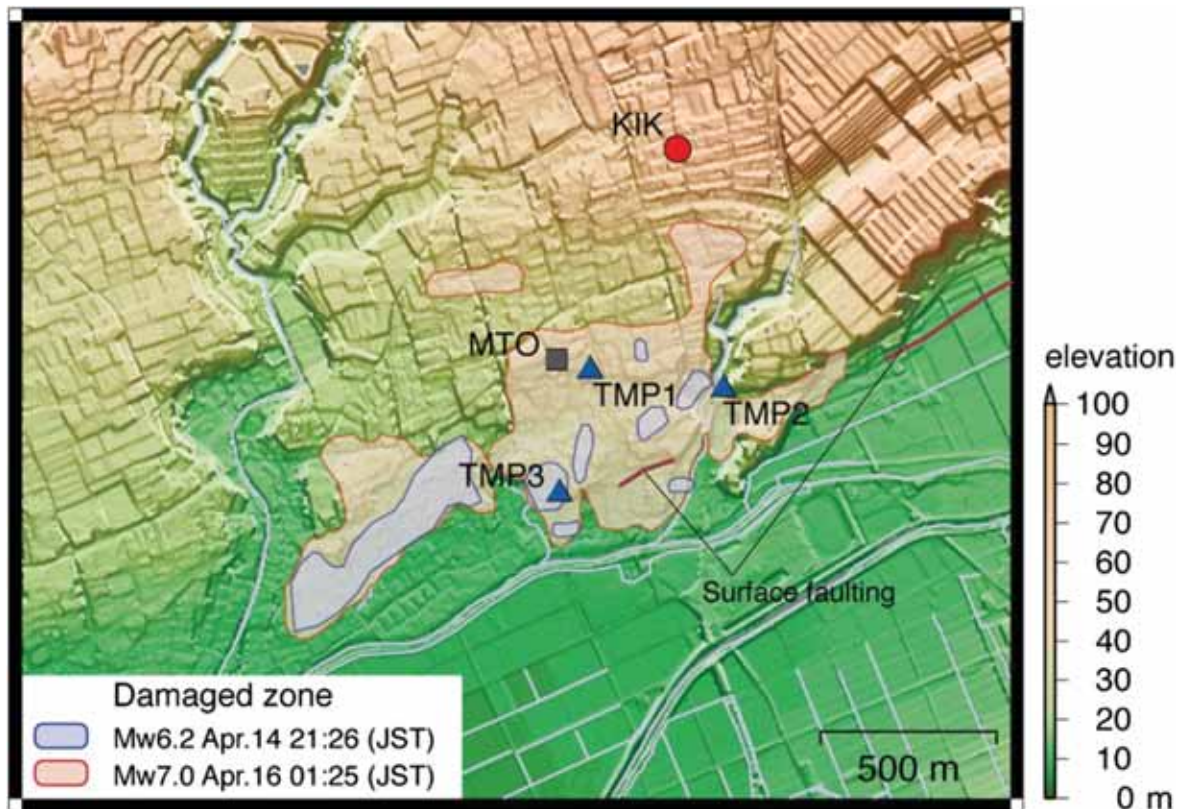 KIK
MTO
TMP1
TMP2
TMP3
Surface faulting
500 m
Damaged zone
Mw6.2 Apr.14 21:26 (JST)
Mw7.0 Apr.16 01:25 (JST)
elevation
100
90
80
70
60
50
40
30
20
10
0 m